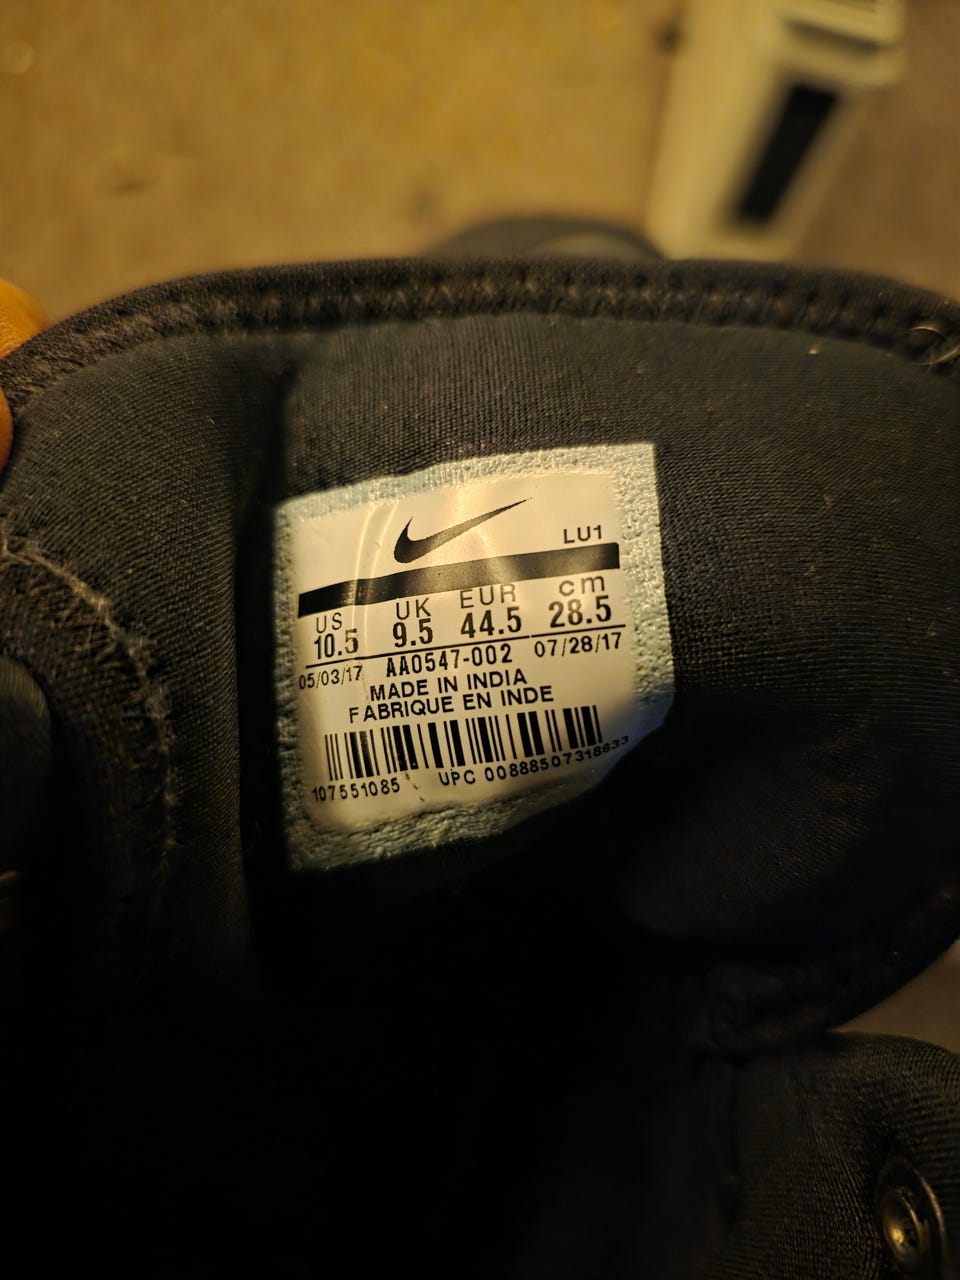 LU1
US UK EUR cm
10.5 9.5 44.5 28.5
05/03/17 AA0547-002 07/28/17
MADE IN INDIA
FABRIQUE EN INDE
107551085 UPC 00888507318633